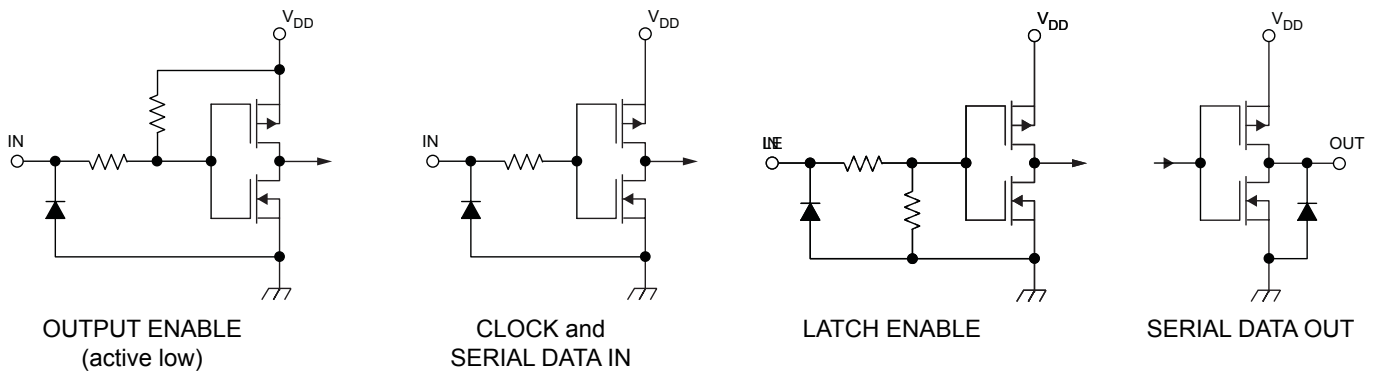 VDD
VDD
VDD
VDD
IN
IN
OUT
OUTPUT ENABLE
(active low)
CLOCK and
SERIAL DATA IN
LATCH ENABLE
SERIAL DATA OUT